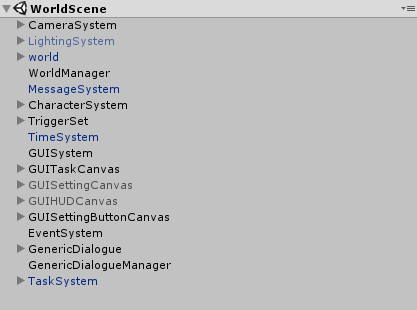 WorldScene
CameraSystem
LightingSystem
world
WorldManager
MessageSystem
CharacterSystem
TriggerSet
TimeSystem
GUISystem
GUITaskCanvas
GUISettingCanvas
GUIHUDCanvas
GUISettingButtonCanvas
EventSystem
GenericDialogue
GenericDialogueManager
TaskSystem